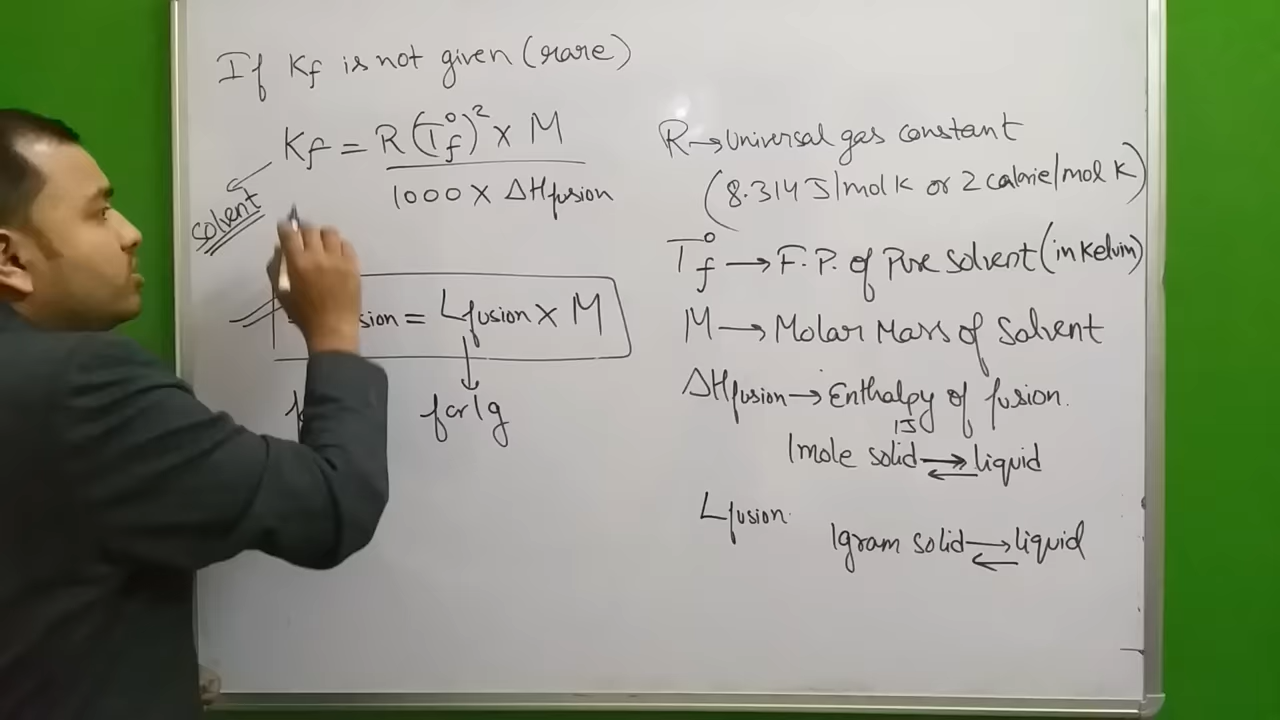 If Kf is not given (rare)
Kf = R(T°f)² × M
1000 × ΔHfusion
solvent
sion = Lfusion × M
for 1g
R → Universal gas constant
(8.314 J/mol K or 2 calorie/mol K)
T°f → F.P. of Pure solvent (in Kelvin)
M → Molar Mass of Solvent
ΔHfusion → Enthalpy of fusion.
1 mole solid ⇌ liquid
Lfusion
1gram solid ⇌ liquid